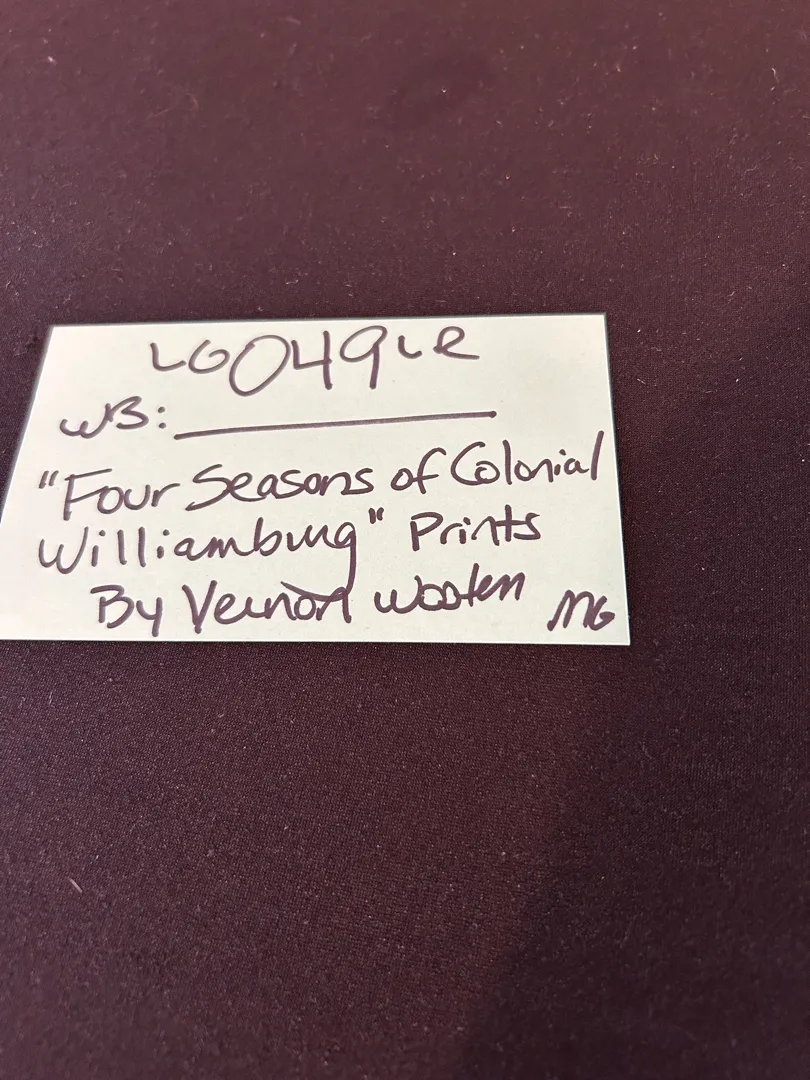 LG049LR
WB:
"Four Seasons of Colonial
Williamburg" Prints
By Vernon Wooten MG